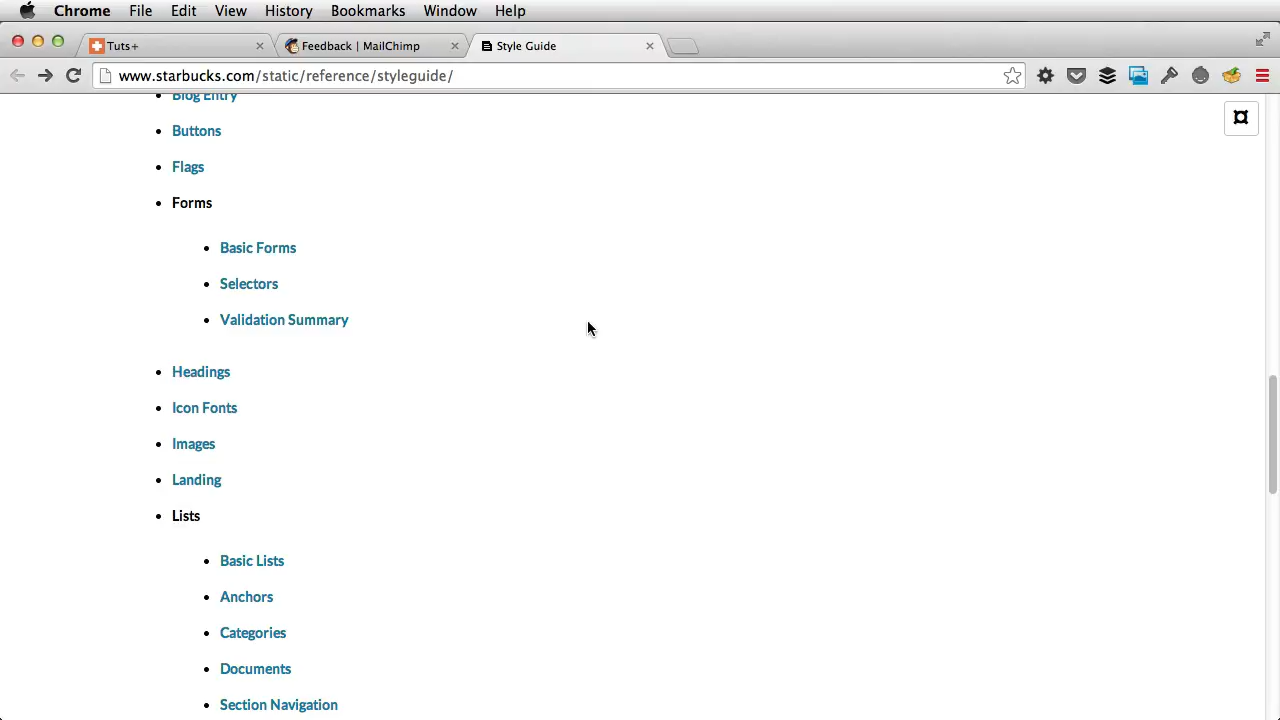 Chrome File Edit View History Bookmarks Window Help
Tuts+ Feedback | MailChimp Style Guide
www.starbucks.com/static/reference/styleguide/
Blog Entry
Buttons
Flags
Forms
Basic Forms
Selectors
Validation Summary
Headings
Icon Fonts
Images
Landing
Lists
Basic Lists
Anchors
Categories
Documents
Section Navigation